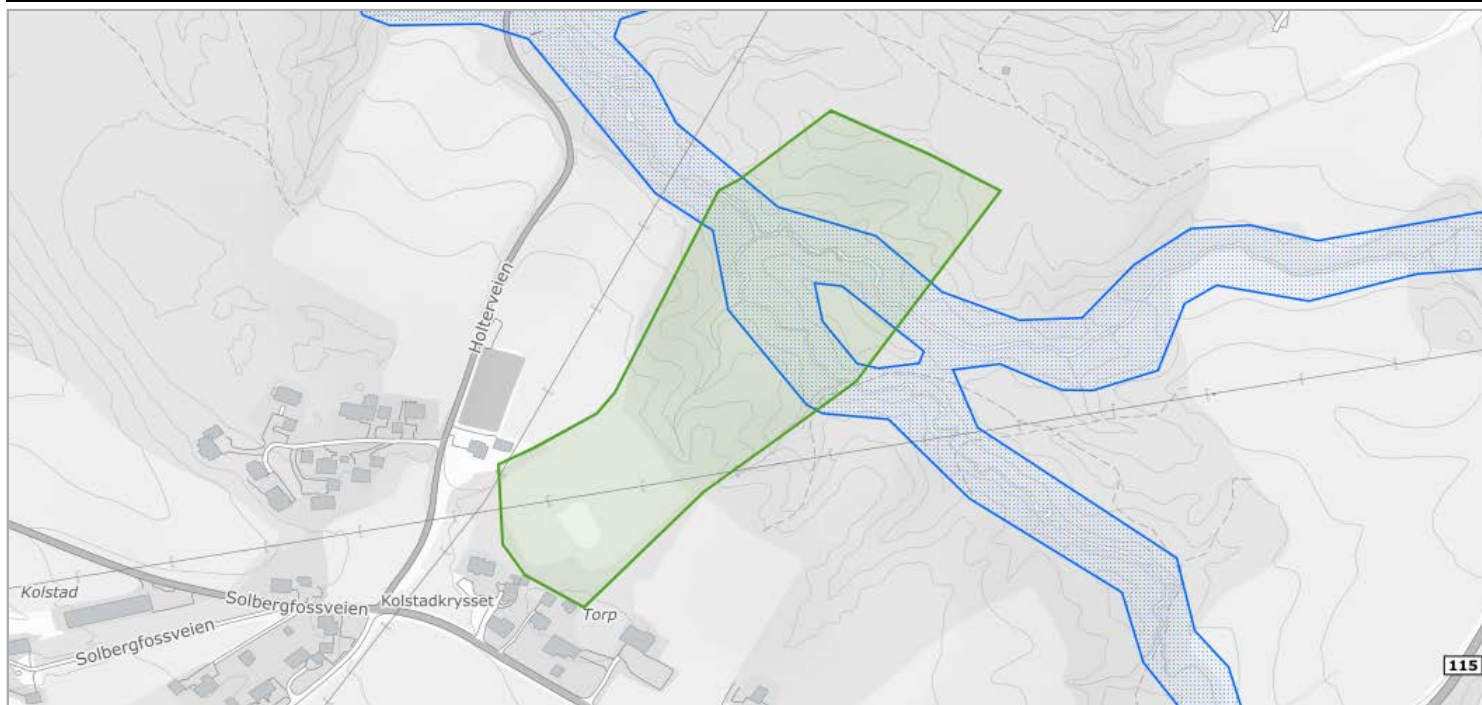 Holterveien
Kolstad
Solbergfossveien
Kolstadkrysset
Torp
Solbergfossveien
115